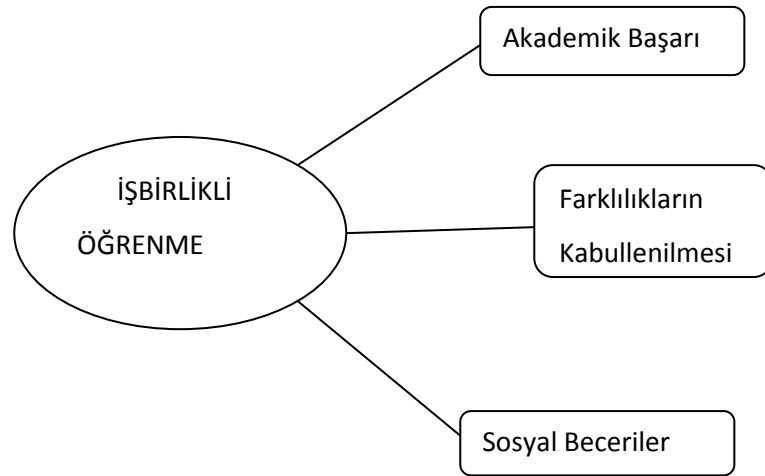 Akademik Başarı
İŞBİRLİKLİ
ÖĞRENME
Farklılıkların
Kabullenilmesi
Sosyal Beceriler